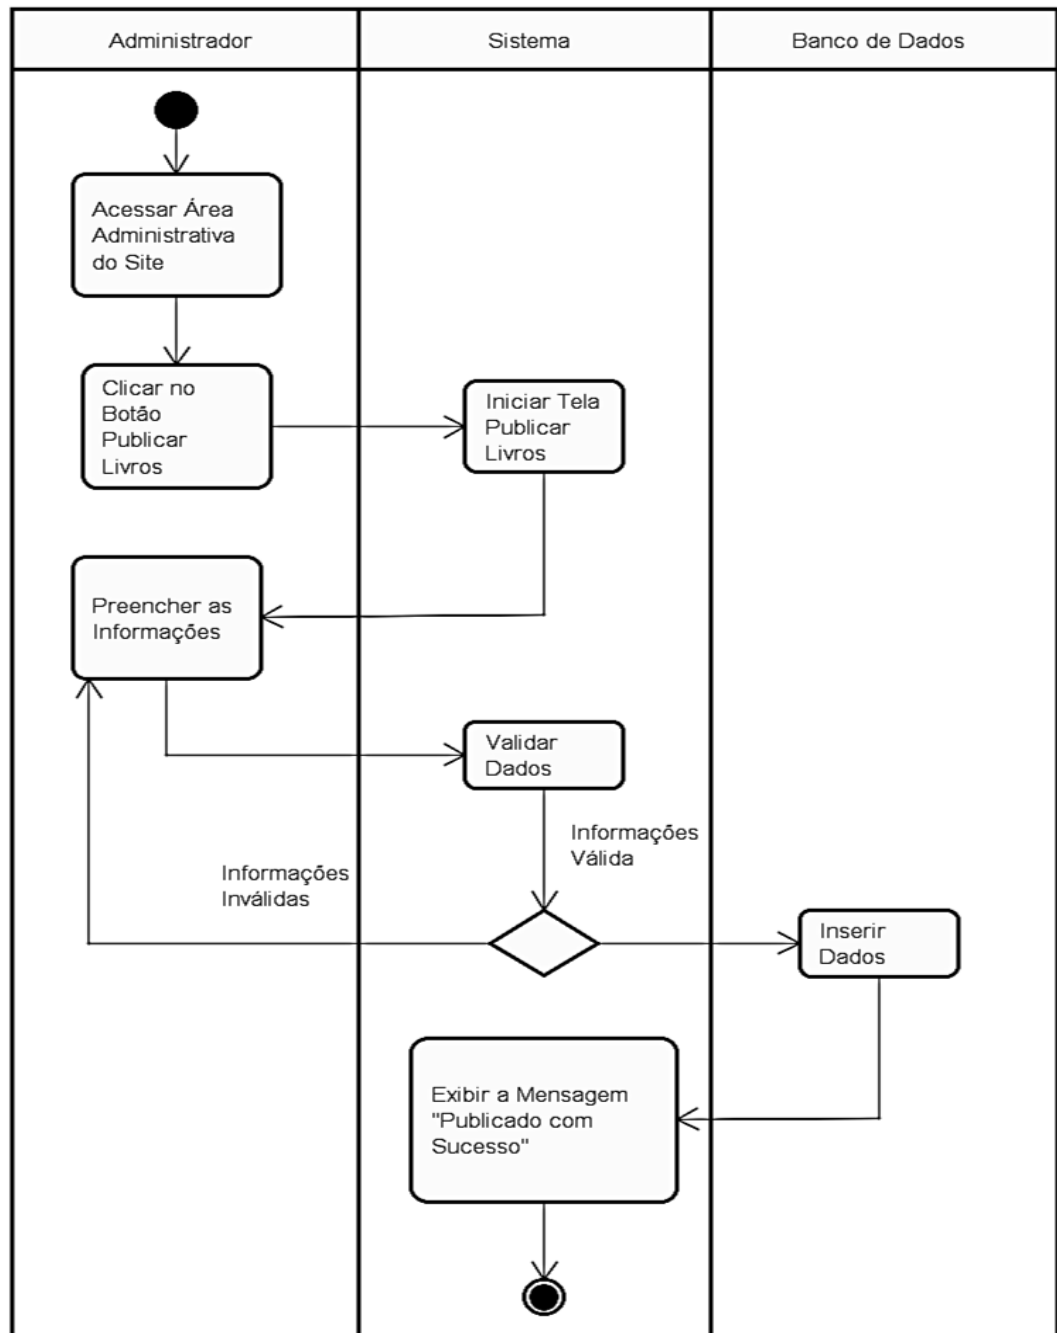 Administrador
Sistema
Banco de Dados
Acessar Área
Administrativa
do Site
Clicar no
Botão
Publicar
Livros
Iniciar Tela
Publicar
Livros
Preencher as
Informações
Validar
Dados
Informações
Válida
Informações
Inválidas
Inserir
Dados
Exibir a Mensagem
"Publicado com
Sucesso"